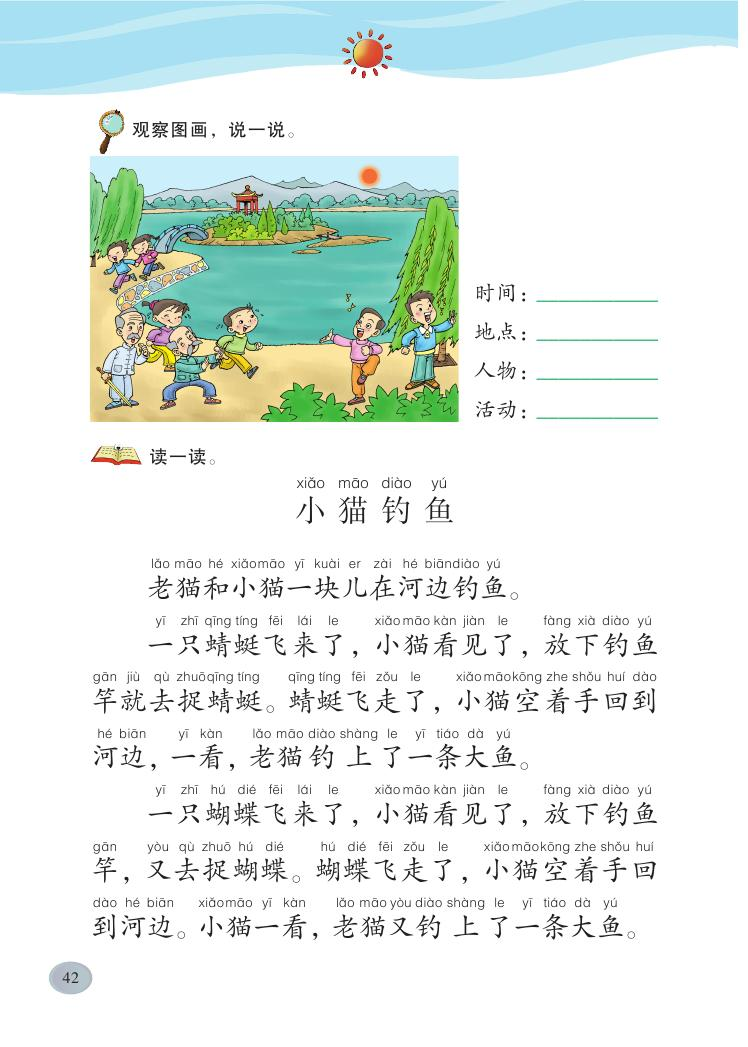 观察图画，说一说。
时间：
地点：
人物：
活动：
读一读。
xiǎo māo diào yú
小猫钓鱼
lǎo māo hé xiǎo māo yī kuài er zài hé biān diào yú
老猫和小猫一块儿在河边钓鱼。
yī zhī qīng tíng fēi lái le xiǎo māo kàn jiàn le fàng xià diào yú
一只蜻蜓飞来了，小猫看见了，放下钓鱼
gān jiù qù zhuō qīng tíng qīng tíng fēi zǒu le xiǎo māo kōng zhe shǒu huí dào
竿就去捉蜻蜓。蜻蜓飞走了，小猫空着手回到
hé biān yī kàn lǎo māo diào shàng le yī tiáo dà yú
河边，一看，老猫钓上了一条大鱼。
yī zhī hú dié fēi lái le xiǎo māo kàn jiàn le fàng xià diào yú
一只蝴蝶飞来了，小猫看见了，放下钓鱼
gān yòu qù zhuō hú dié hú dié fēi zǒu le xiǎo māo kōng zhe shǒu huí
竿，又去捉蝴蝶。蝴蝶飞走了，小猫空着手回
dào hé biān xiǎo māo yī kàn lǎo māo yòu diào shàng le yī tiáo dà yú
到河边。小猫一看，老猫又钓上了一条大鱼。
42